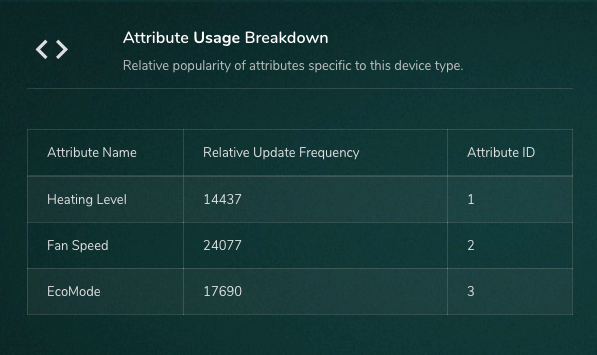 Attribute Usage Breakdown
Relative popularity of attributes specific to this device type.
Attribute Name Relative Update Frequency Attribute ID
Heating Level 14437 1
Fan Speed 24077 2
EcoMode 17690 3